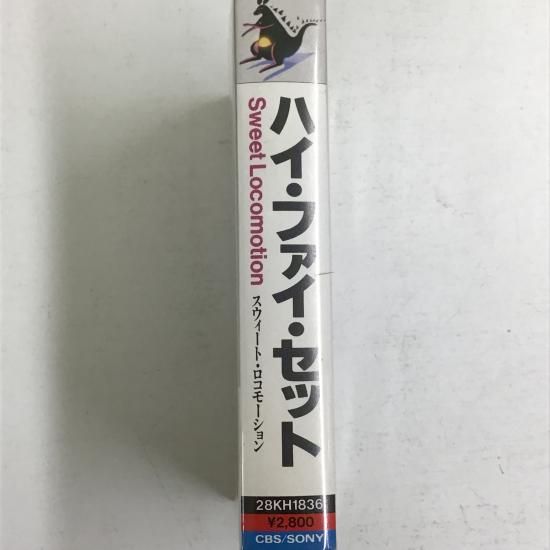 ハイ・ファイ・セット
Sweet Locomotion
スウィート・ロコモーション
28KH1836
¥2,800
CBS/SONY